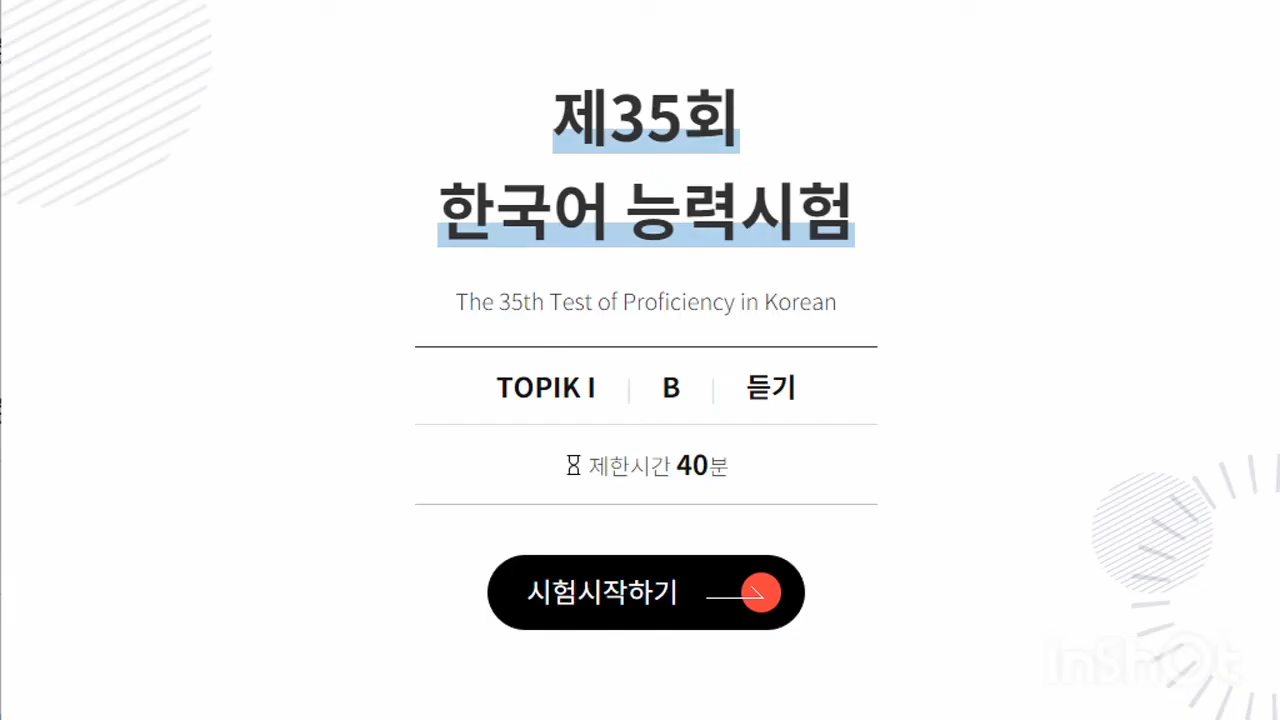 제35회
한국어 능력시험
The 35th Test of Proficiency in Korean
TOPIK I B 듣기
제한시간 40분
시험시작하기
InShOt